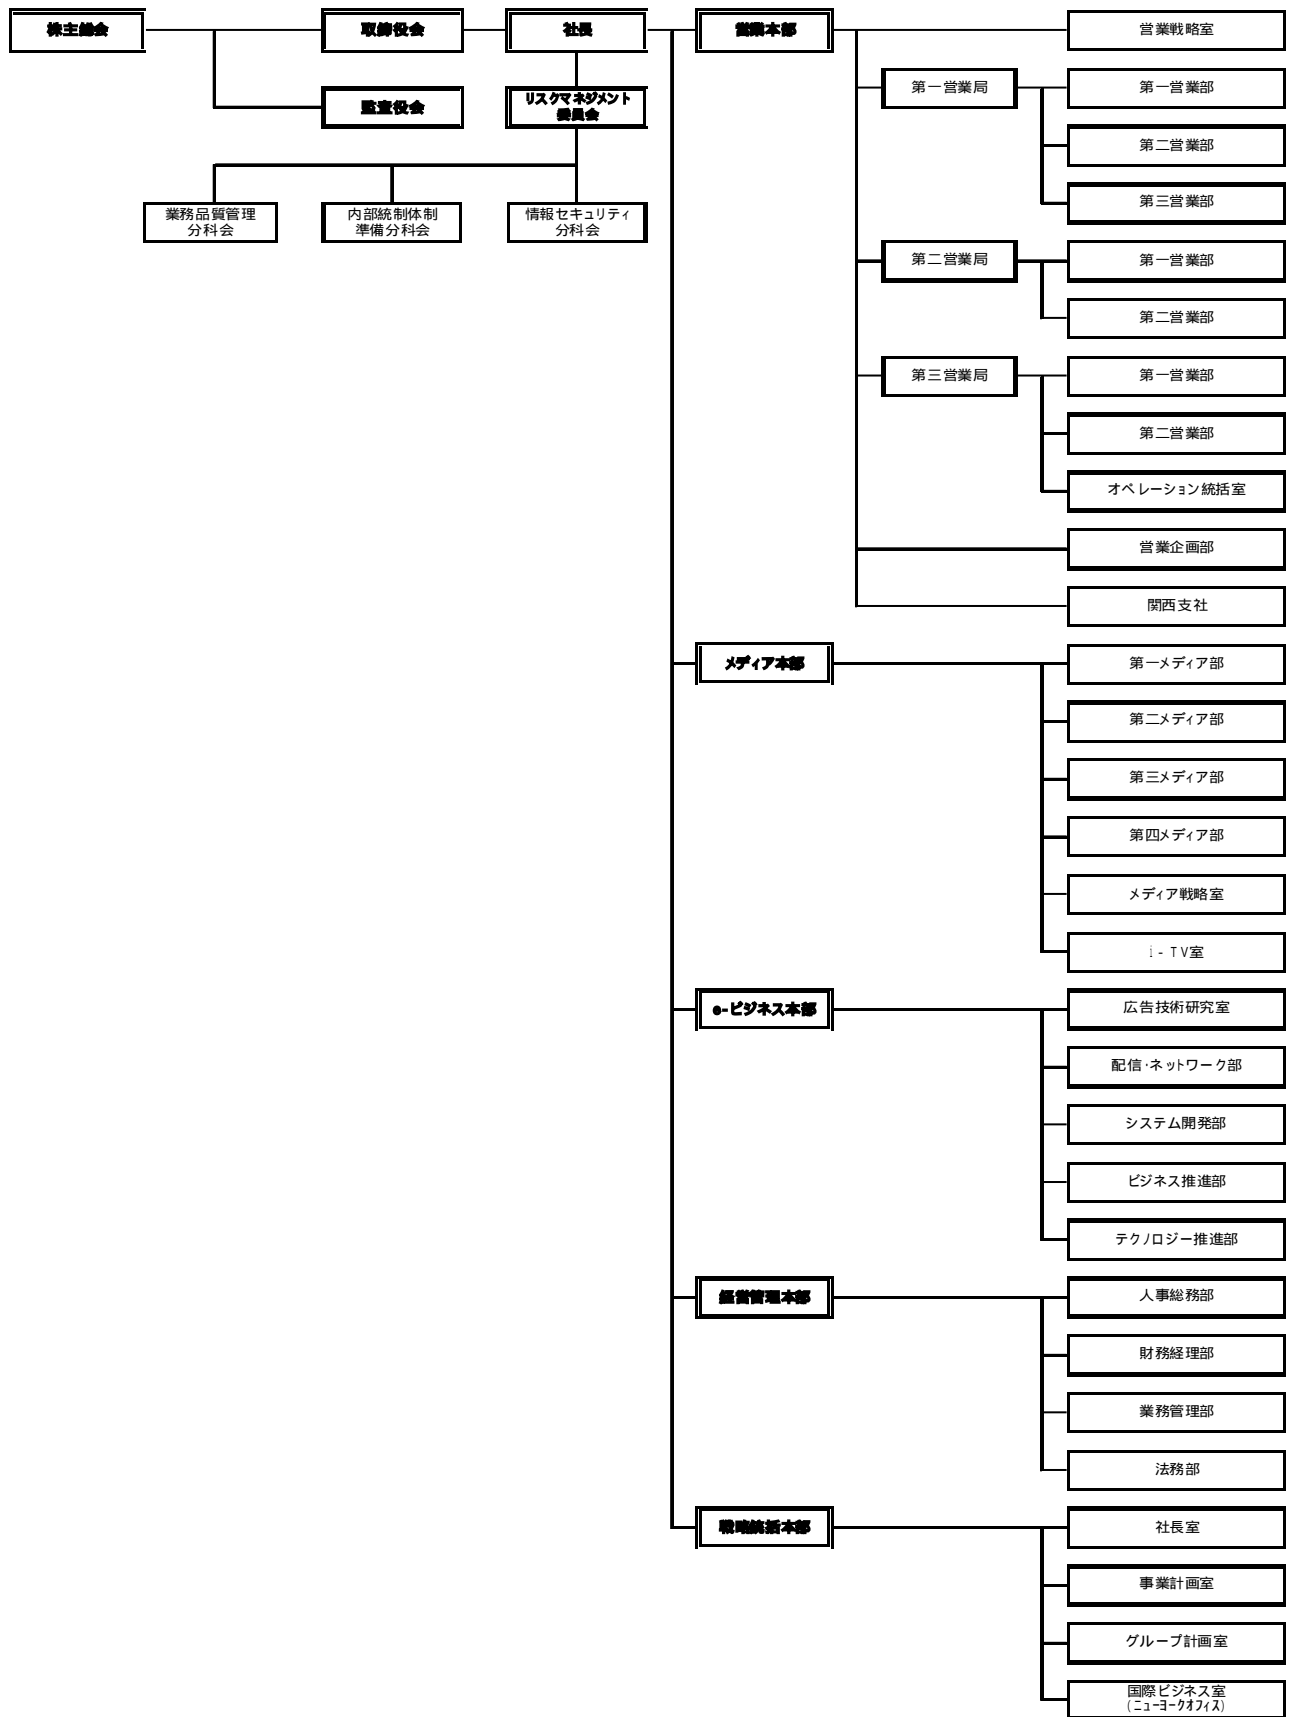 株主総会
取締役会
社長
営業本部
営業戦略室
第一営業局
第一営業部
監査役会
リスクマネジメント
委員会
第二営業部
第三営業部
業務品質管理
分科会
内部統制体制
準備分科会
情報セキュリティ
分科会
第二営業局
第一営業部
第二営業部
第三営業局
第一営業部
第二営業部
オペレーション統括室
営業企画部
関西支社
メディア本部
第一メディア部
第二メディア部
第三メディア部
第四メディア部
メディア戦略室
i-TV室
e-ビジネス本部
広告技術研究室
配信・ネットワーク部
システム開発部
ビジネス推進部
テクノロジー推進部
経営管理本部
人事総務部
財務経理部
業務管理部
法務部
戦略統括本部
社長室
事業計画室
グループ計画室
国際ビジネス室
(ニューヨークオフィス)